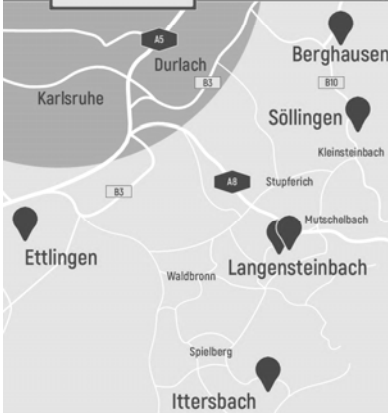 Berghausen
A5
Durlach
B3
B10
Karlsruhe
Söllingen
Kleinsteinbach
A8
Stupferich
B3
Mutschelbach
Ettlingen
Langensteinbach
Waldbronn
Spielberg
Ittersbach